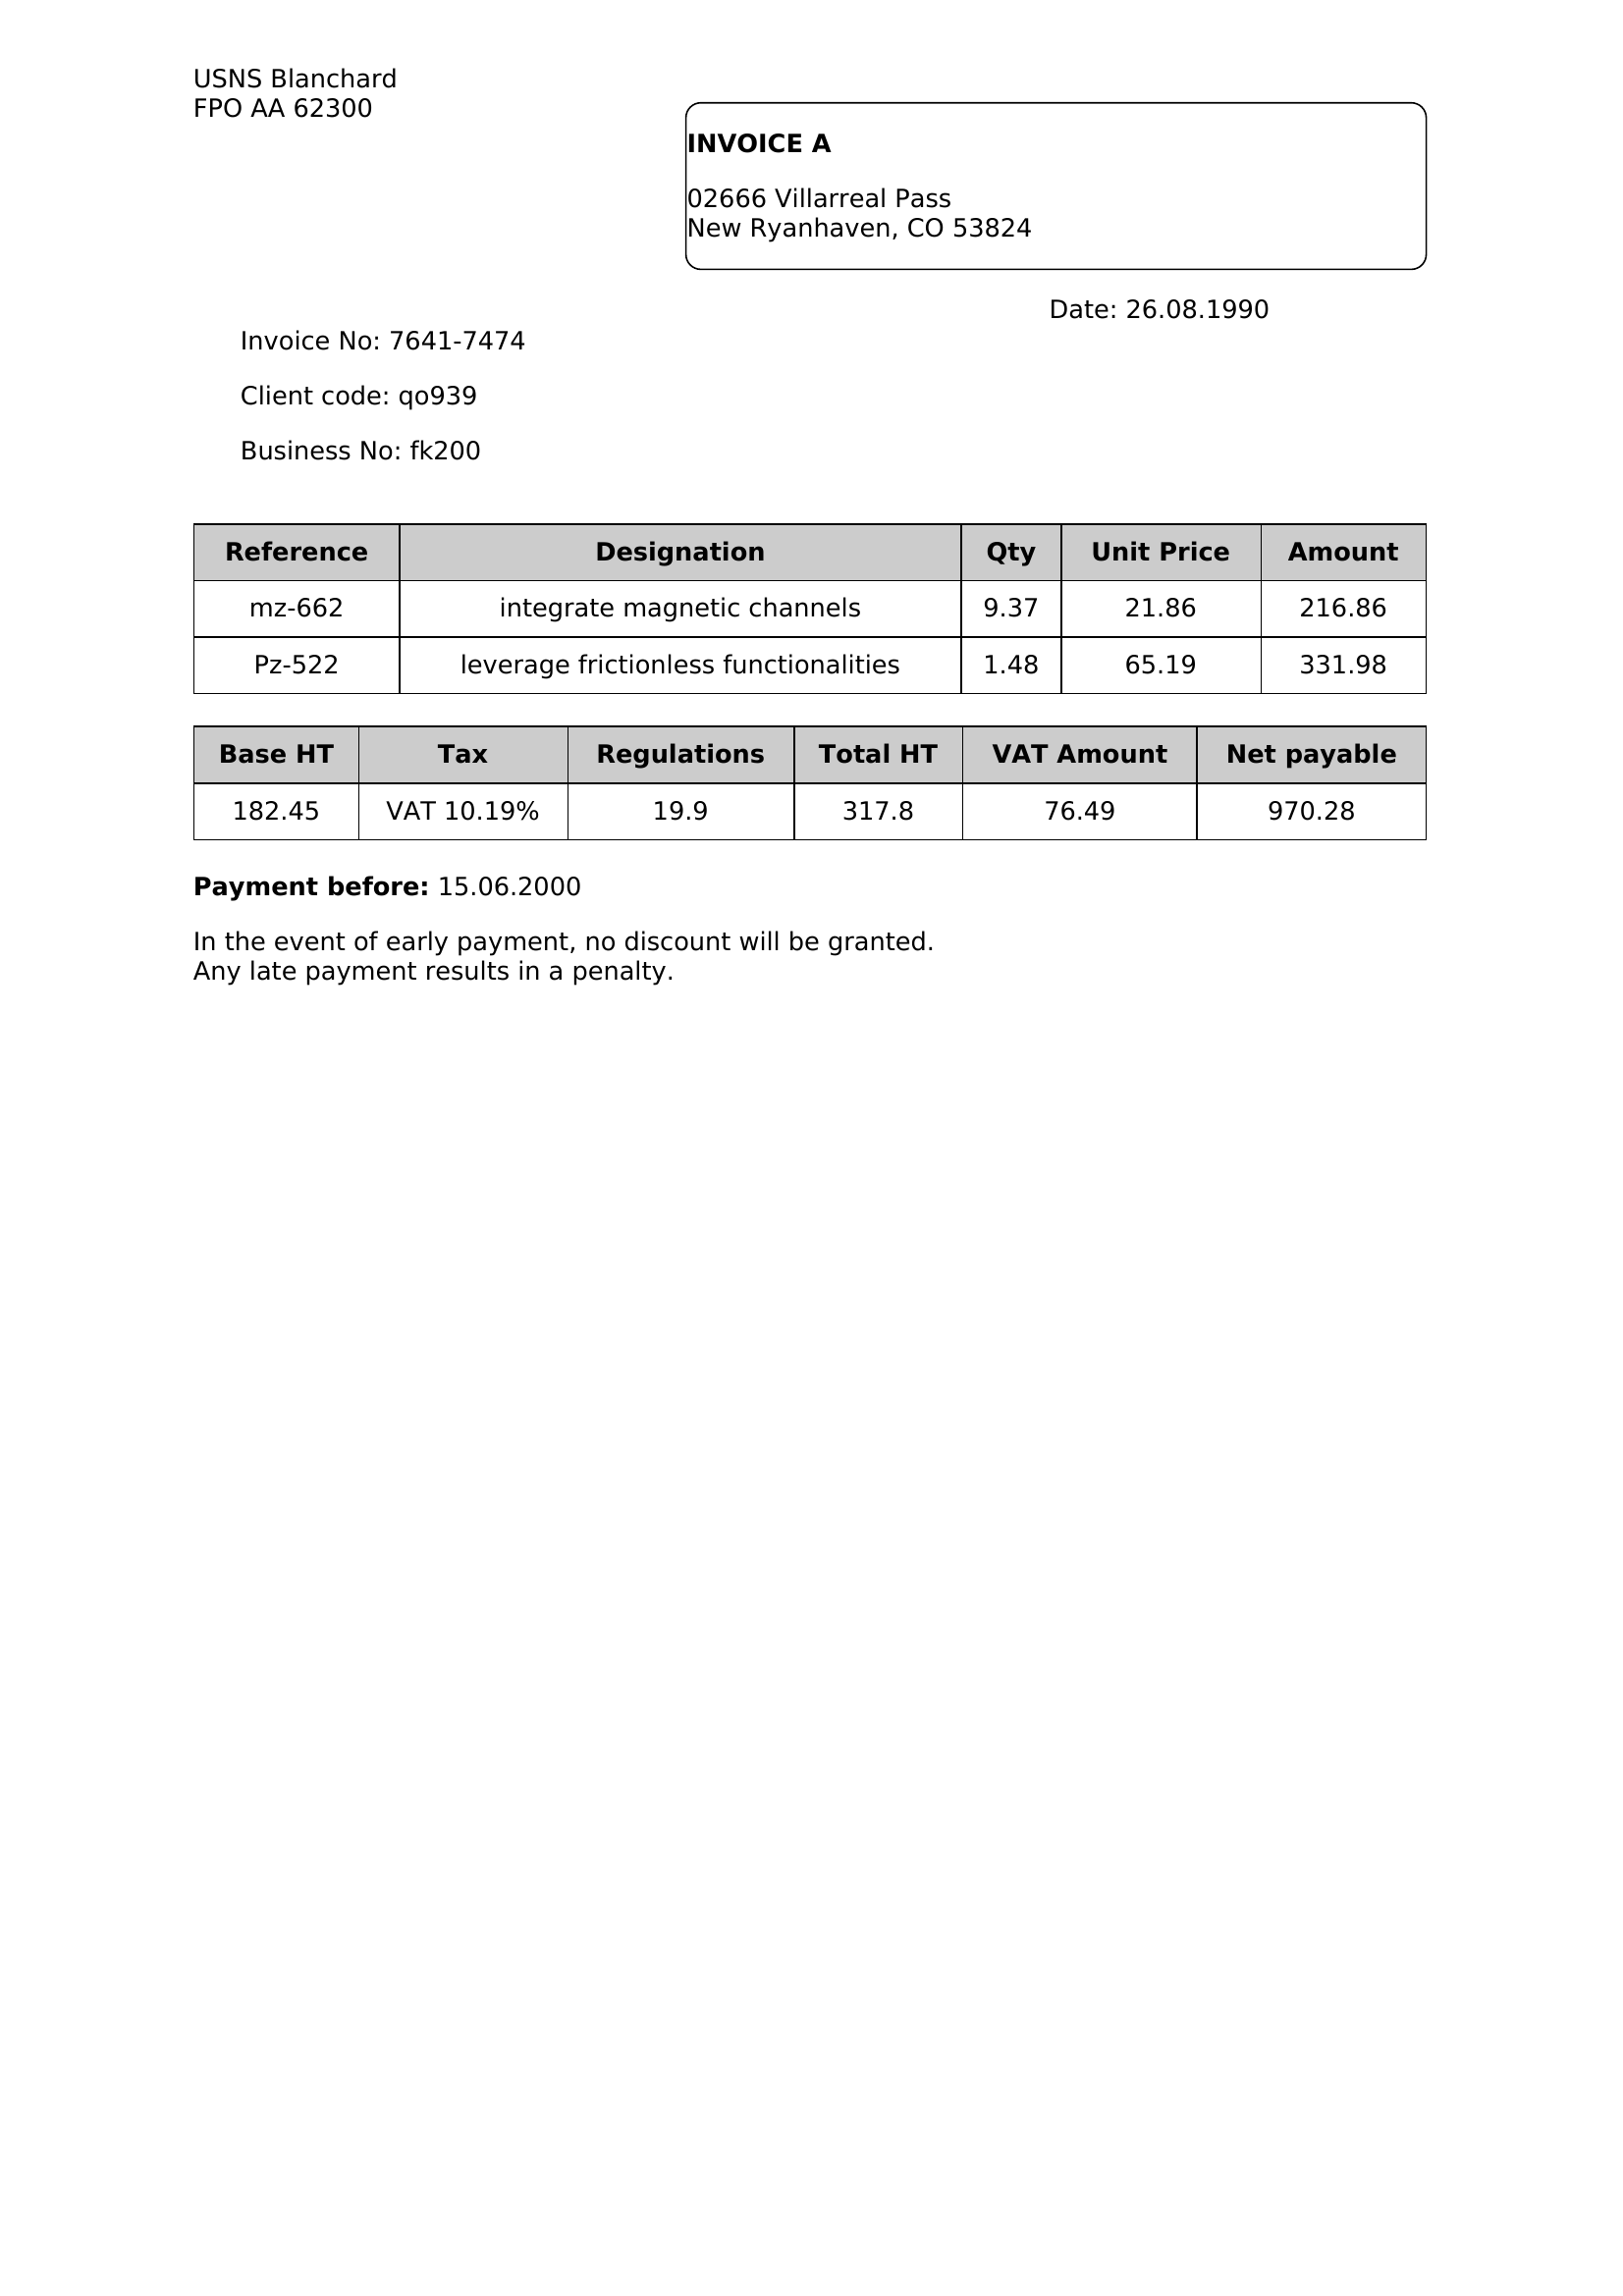 USNS Blanchard
FPO AA 62300
INVOICE A
02666 Villarreal Pass
New Ryanhaven, CO 53824
Date: 26.08.1990
Invoice No: 7641-7474
Client code: qo939
Business No: fk200
Reference Designation Qty Unit Price Amount
mz-662 integrate magnetic channels 9.37 21.86 216.86
Pz-522 leverage frictionless functionalities 1.48 65.19 331.98
Base HT Tax Regulations Total HT VAT Amount Net payable
182.45 VAT 10.19% 19.9 317.8 76.49 970.28
Payment before: 15.06.2000
In the event of early payment, no discount will be granted.
Any late payment results in a penalty.